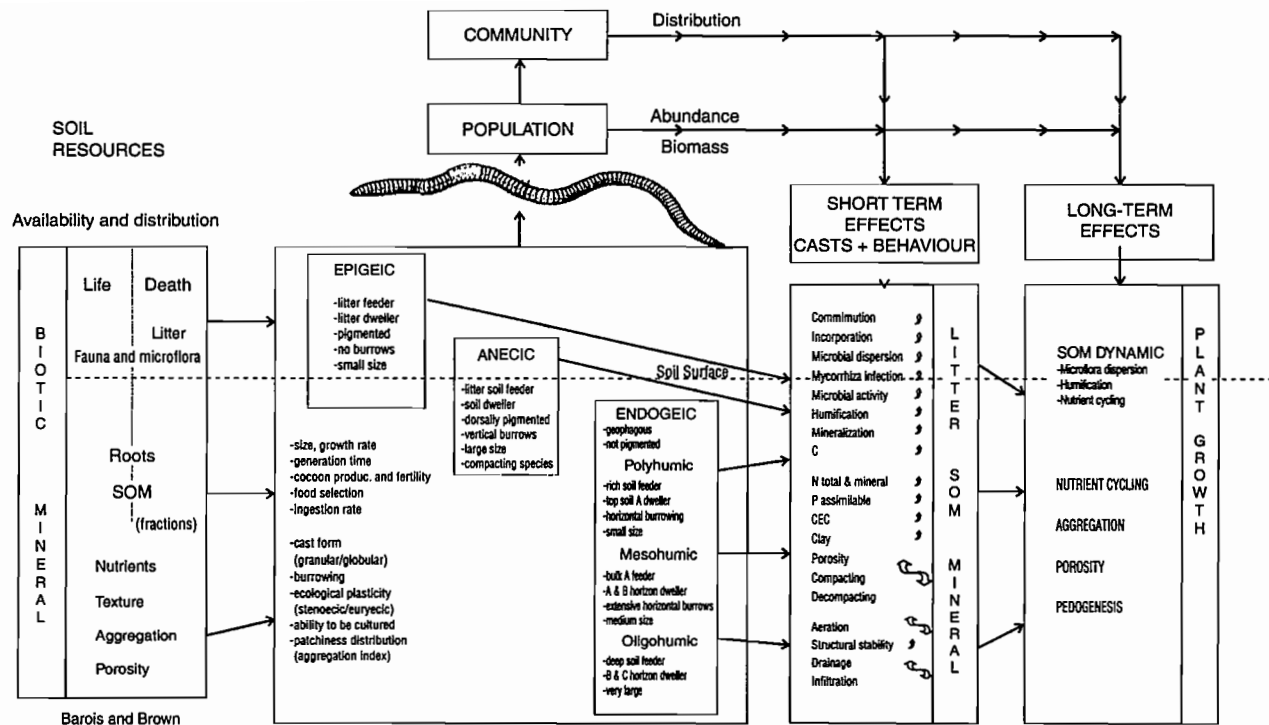 COMMUNITY
Distribution
POPULATION
Abundance
Biomass
SOIL
RESOURCES
Availability and distribution
BIOTIC
MINERAL
Life
Death
Litter
Fauna and microflora
Roots
SOM
(fractions)
Nutrients
Texture
Aggregation
Porosity
Barois and Brown
EPIGEIC
-litter feeder
-litter dweller
-pigmented
-no burrows
-small size
-size, growth rate
-generation time
-cocoon produc. and fertility
-food selection
-Ingestion rate
-cast form
(granular/globular)
-burrowing
-ecological plasticity
(stenoecic/euryecic)
-ability to be cultured
-patchiness distribution
(aggregation index)
ANECIC
-litter soil feeder
-soil dweller
-dorsally pigmented
-vertical burrows
-large size
-compacting species
Soil Surface
ENDOGEIC
-geophagous
-not pigmented
Polyhumic
-rich soil feeder
-top soil A dweller
-horizontal burrowing
-small size
Mesohumic
-bulk A feeder
-A & B horizon dweller
-extensive horizontal burrows
-medium size
Oligohumic
-deep soil feeder
-B & C horizon dweller
-very large
SHORT TERM
EFFECTS
CASTS + BEHAVIOUR
Commimution
Incorporation
Microbial dispersion
Mycorrhiza infection
Microbial activity
Humification
Mineralization
C
N total & mineral
P assimilable
CEC
Clay
Porosity
Compacting
Decompacting
Aeration
Structural stability
Drainage
Infiltration
LITTER
SOM
MINERAL
LONG-TERM
EFFECTS
SOM DYNAMIC
-Microflora dispersion
-Humification
-Nutrient cycling
NUTRIENT CYCLING
AGGREGATION
POROSITY
PEDOGENESIS
PLANT GROWTH